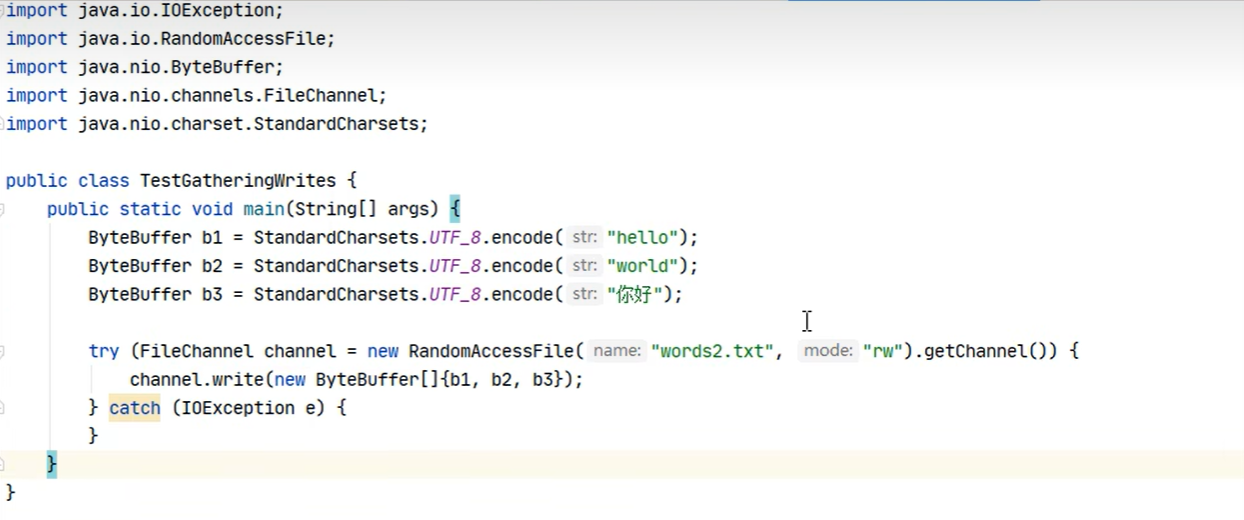 import java.io.IOException;
import java.io.RandomAccessFile;
import java.nio.ByteBuffer;
import java.nio.channels.FileChannel;
import java.nio.charset.StandardCharsets;
public class TestGatheringWrites {
public static void main(String[] args) {
ByteBuffer b1 = StandardCharsets.UTF_8.encode( str: "hello");
ByteBuffer b2 = StandardCharsets.UTF_8.encode( str: "world");
ByteBuffer b3 = StandardCharsets.UTF_8.encode( str: "你好");
try (FileChannel channel = new RandomAccessFile( name: "words2.txt", mode: "rw").getChannel()) {
channel.write(new ByteBuffer[]{b1, b2, b3});
} catch (IOException e) {
}
}
}